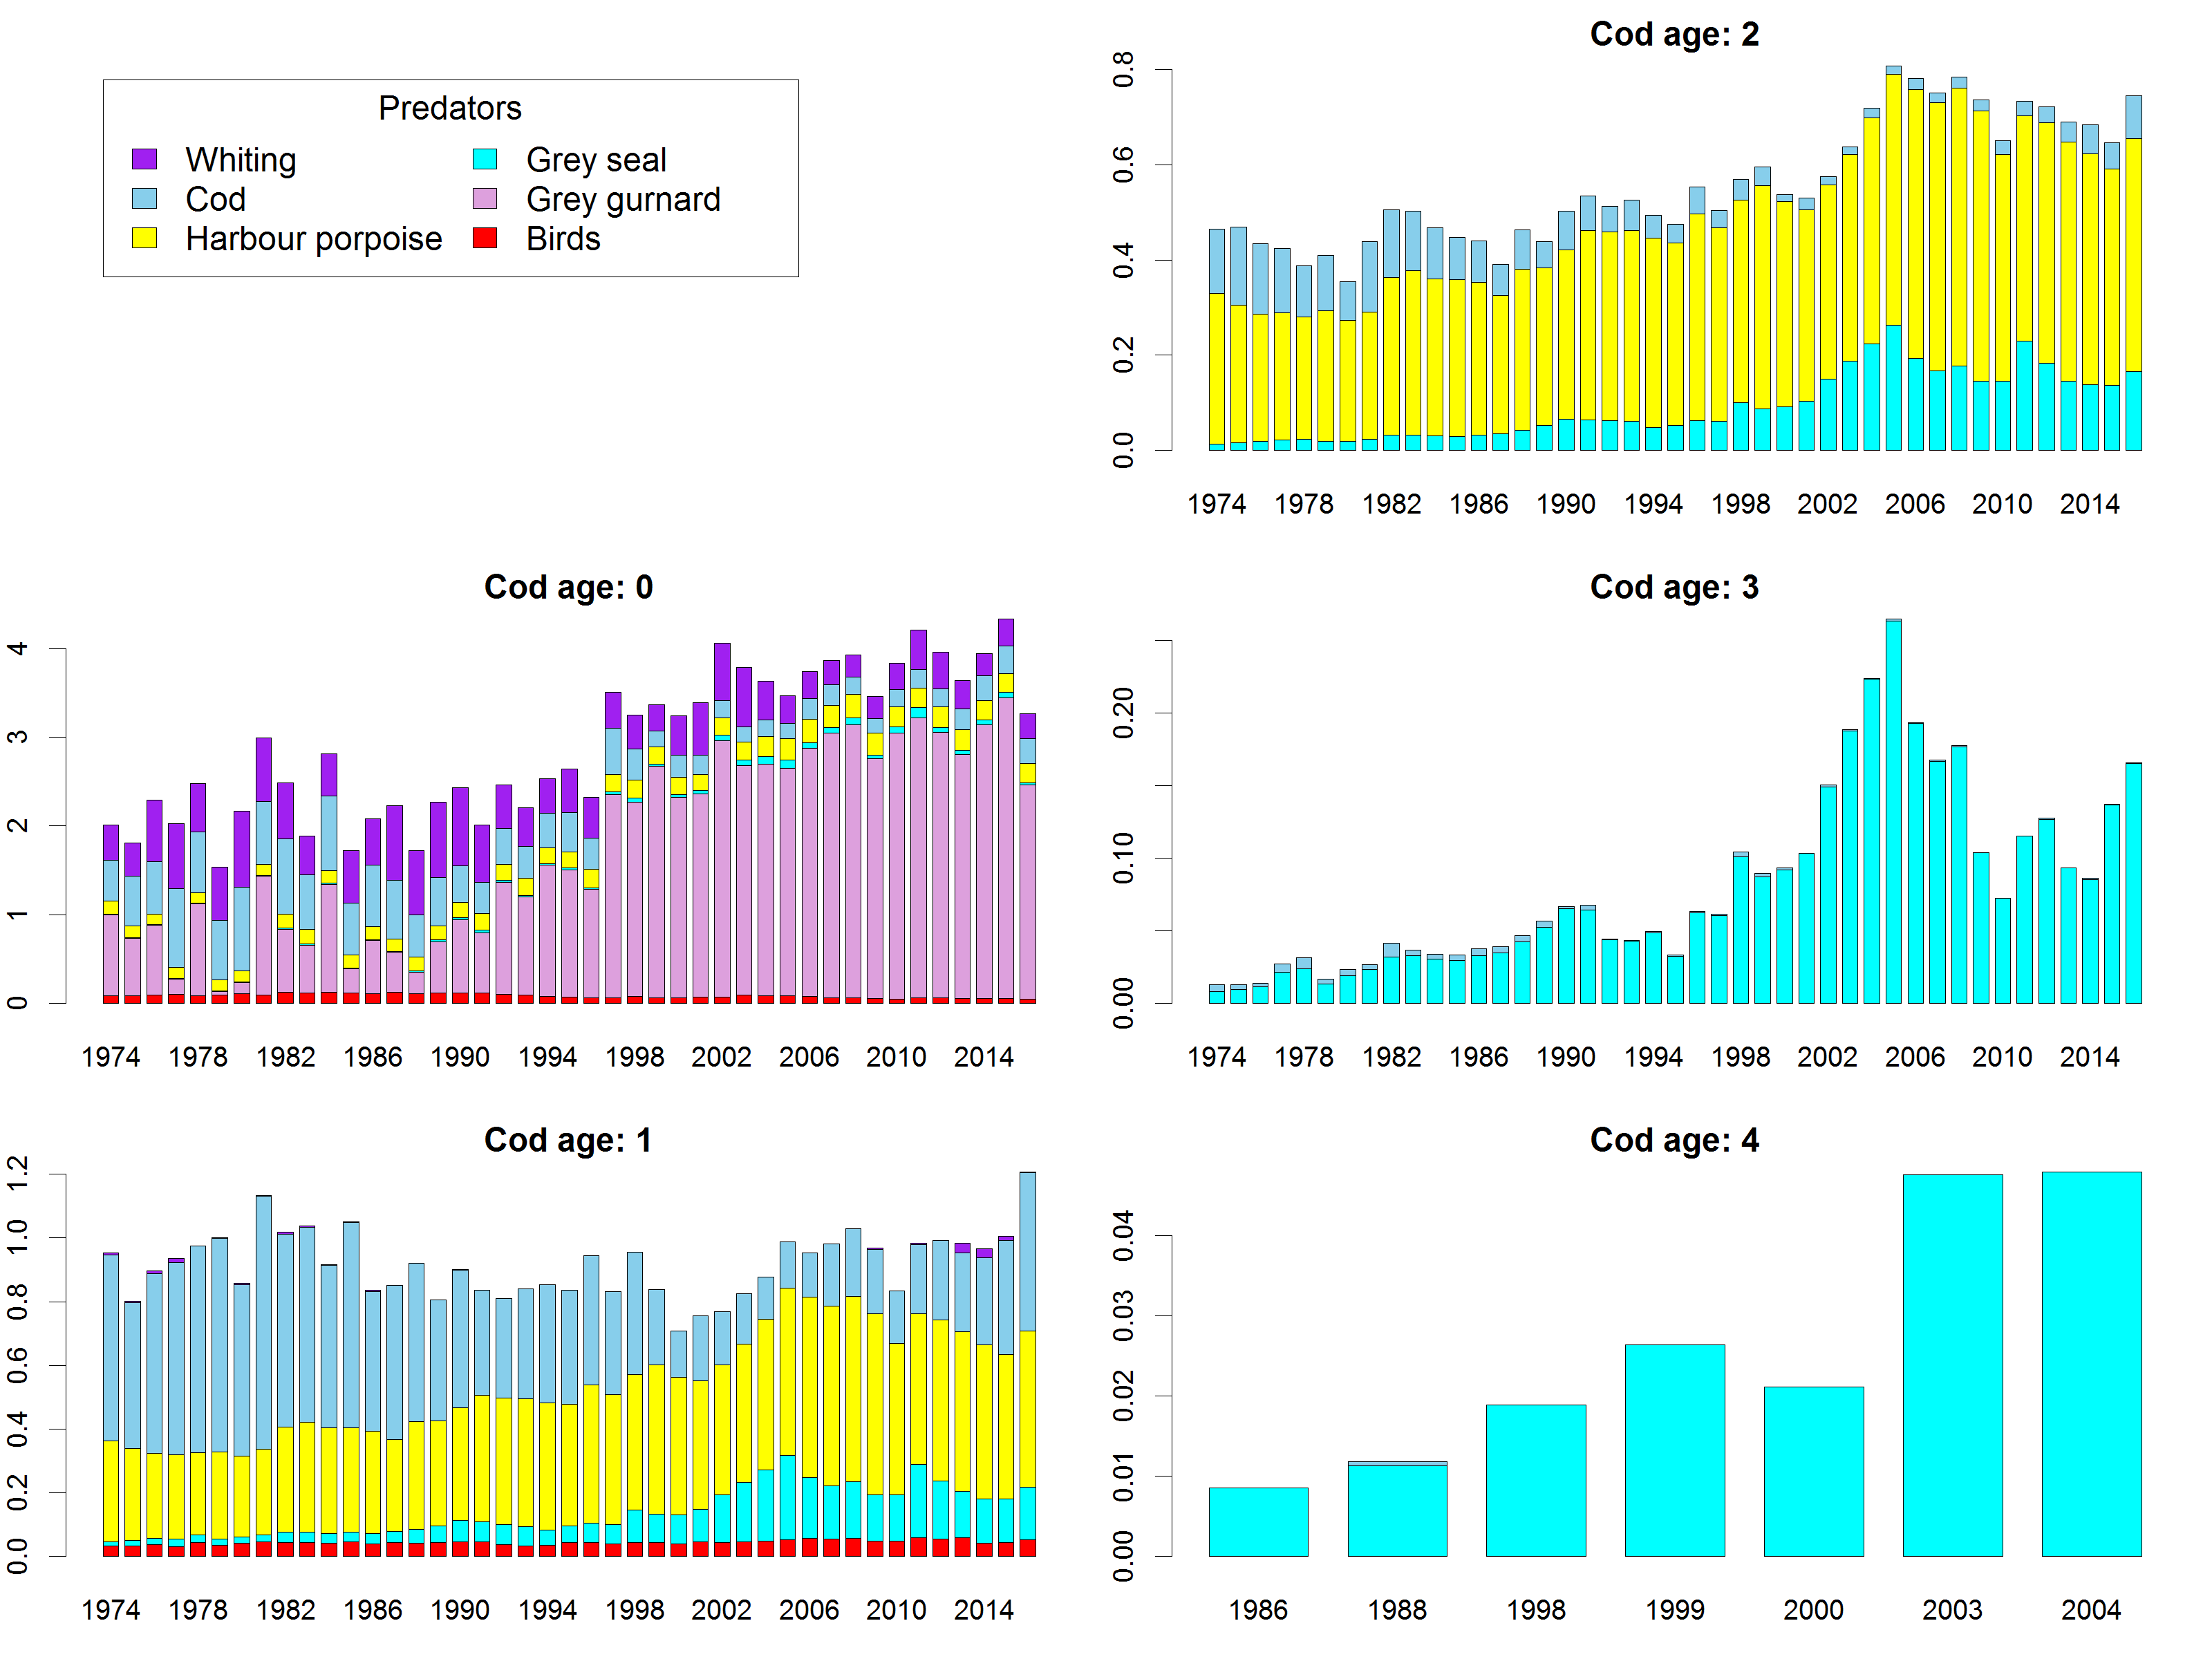 Predators
Whiting
Cod
Harbour porpoise
Grey seal
Grey gurnard
Birds
Cod age: 2
0.0 0.2 0.4 0.6 0.8
1974 1978 1982 1986 1990 1994 1998 2002 2006 2010 2014
Cod age: 0
0 1 2 3 4
1974 1978 1982 1986 1990 1994 1998 2002 2006 2010 2014
Cod age: 3
0.00 0.10 0.20
1974 1978 1982 1986 1990 1994 1998 2002 2006 2010 2014
Cod age: 1
0.0 0.2 0.4 0.6 0.8 1.0 1.2
1974 1978 1982 1986 1990 1994 1998 2002 2006 2010 2014
Cod age: 4
0.00 0.01 0.02 0.03 0.04
1986 1988 1998 1999 2000 2003 2004